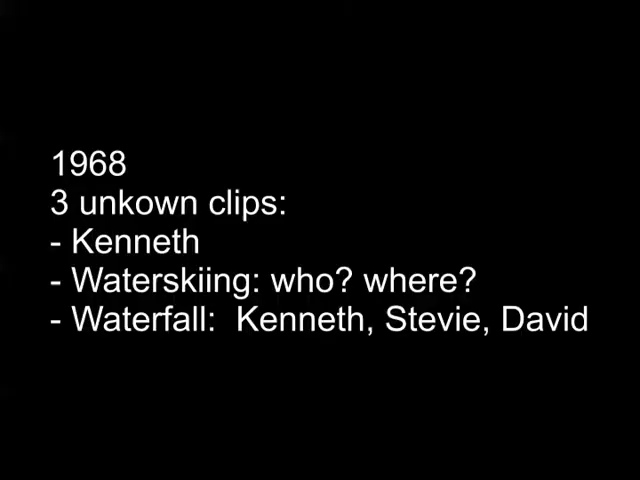 1968
3 unkown clips:
- Kenneth
- Waterskiing: who? where?
- Waterfall:  Kenneth, Stevie, David